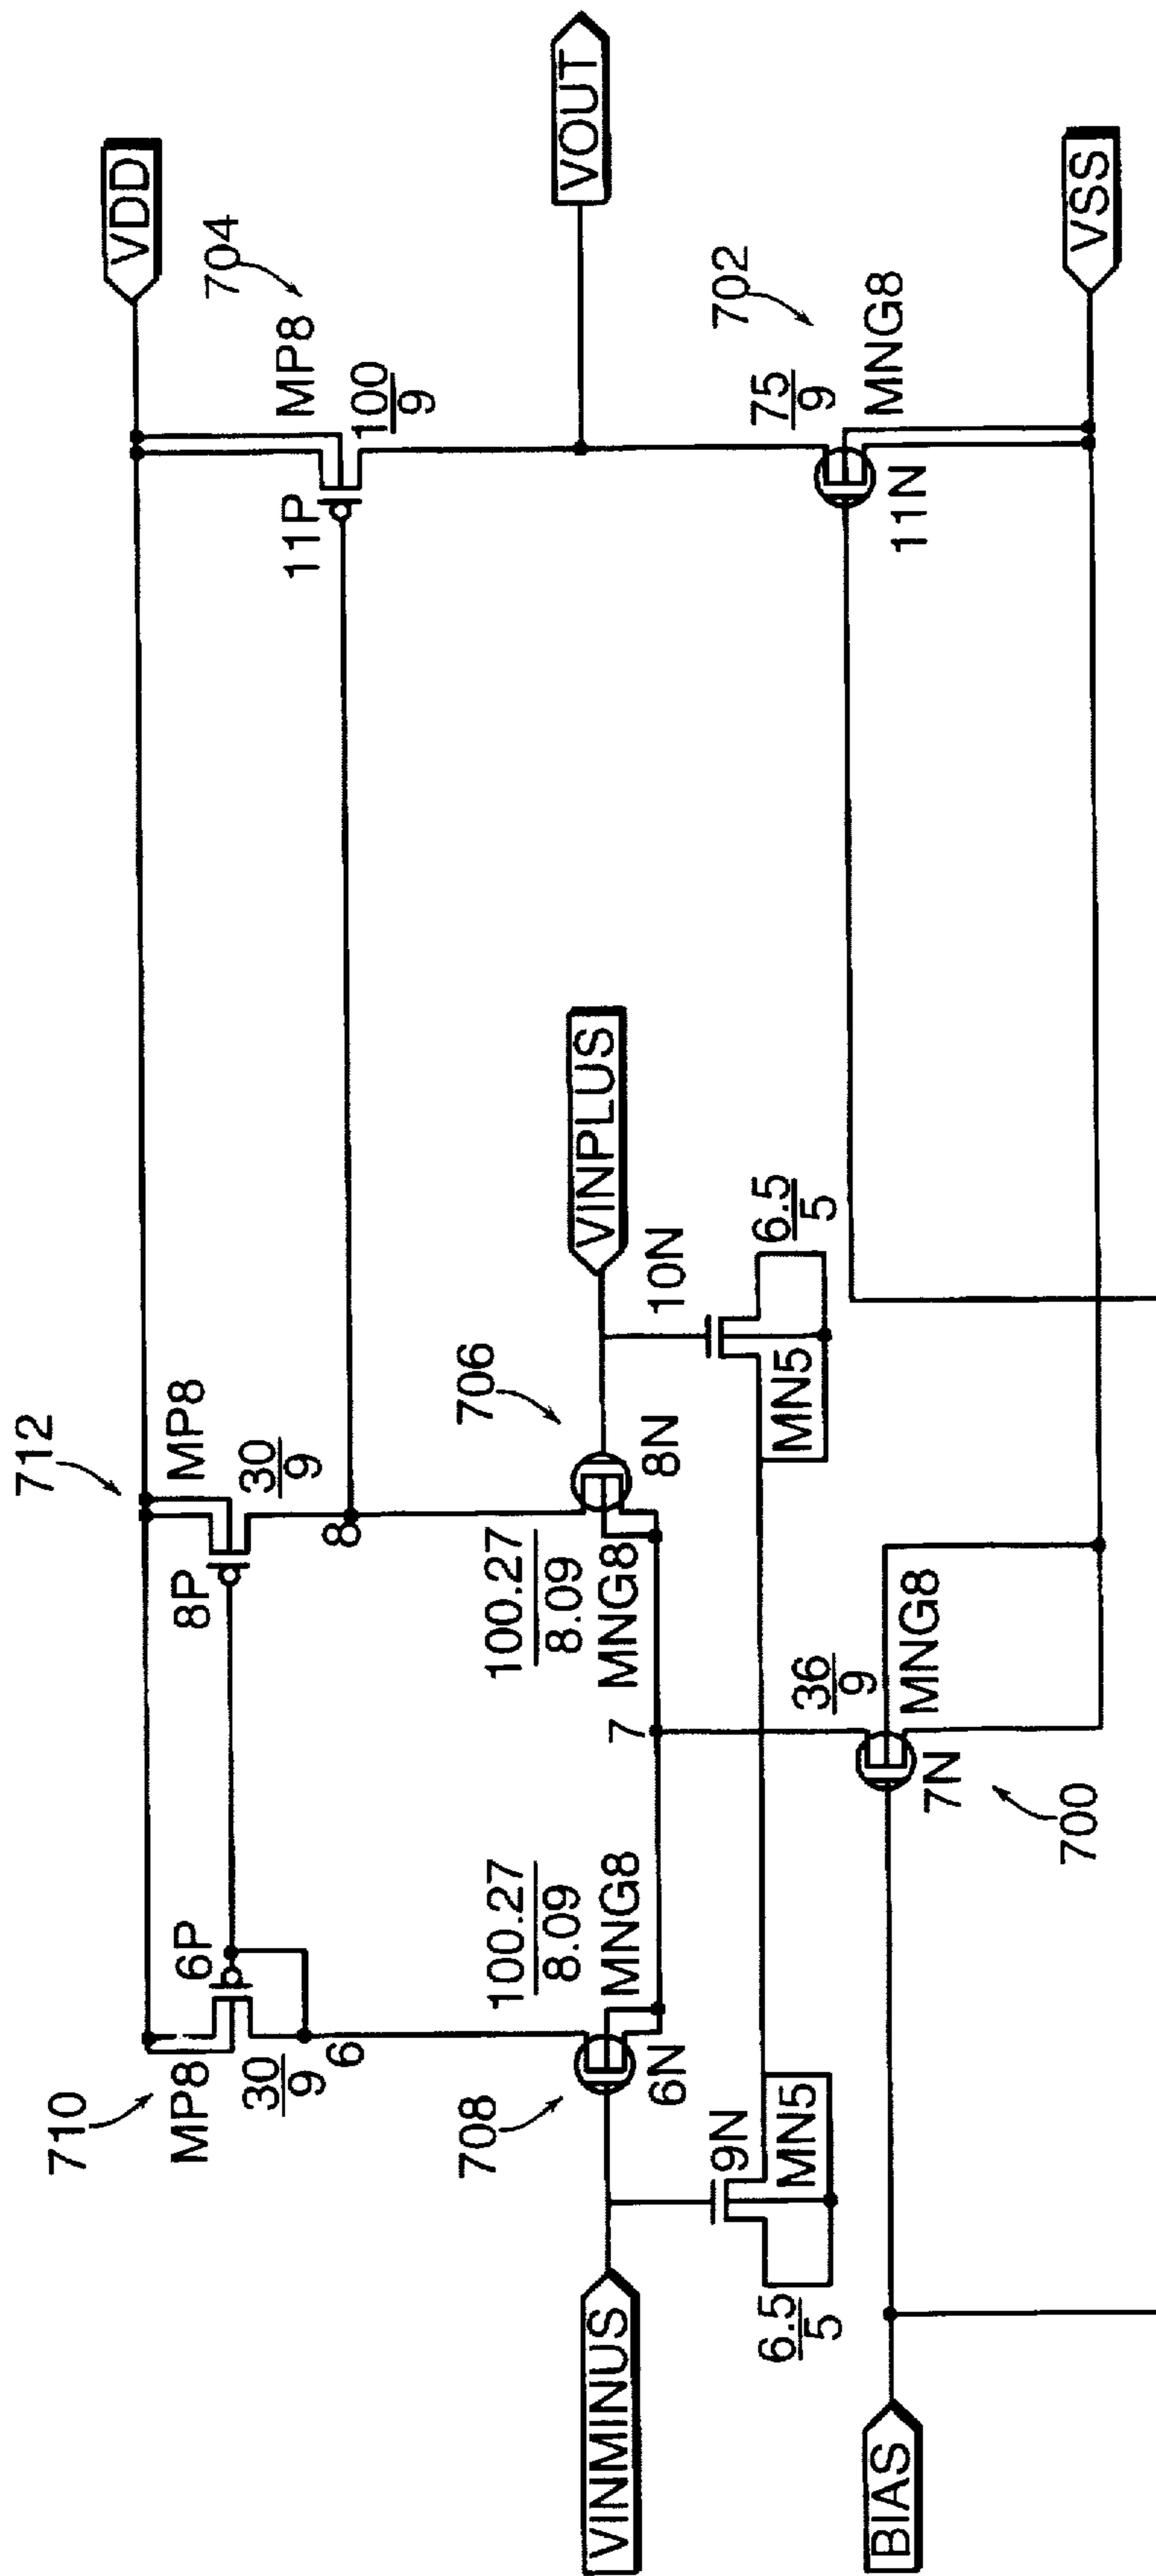 712
VDD
710
MP8
6P
8P
MP8
704
MP8
30
9
30
9
11P
100
9
6
8
708
706
VINMINUS
100.27
8.09
100.27
8.09
VINPLUS
VOUT
6N
MNG8
MNG8
8N
7
9N
10N
702
6.5
5
MN5
MN5
6.5
5
75
9
36
9
BIAS
7N
MNG8
11N
MNG8
700
VSS